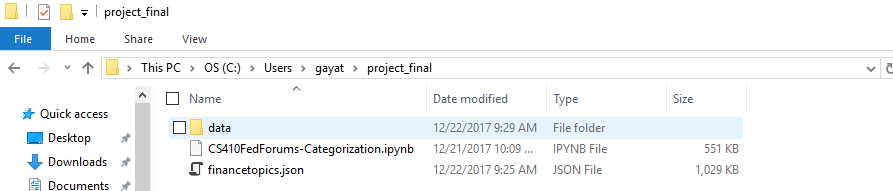 project_final
File Home Share View
This PC OS (C:) Users gayat project_final
Name Date modified Type Size
Quick access
data 12/22/2017 9:29 AM File folder
Desktop
CS410FedForums-Categorization.ipynb 12/21/2017 10:09 ... IPYNB File 551 KB
Downloads
financetopics.json 12/22/2017 9:25 AM JSON File 1,029 KB
Documents